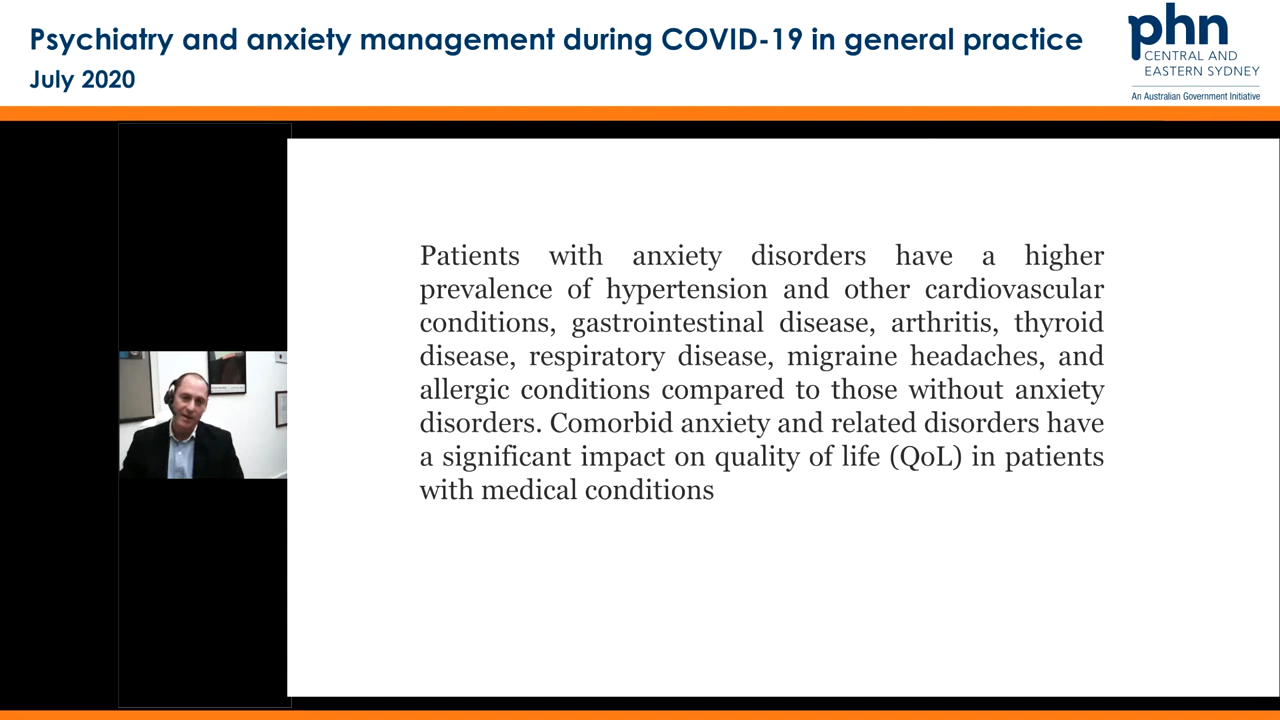 Psychiatry and anxiety management during COVID-19 in general practice
July 2020
phn
CENTRAL AND
EASTERN SYDNEY
An Australian Government Initiative
Patients with anxiety disorders have a higher
prevalence of hypertension and other cardiovascular
conditions, gastrointestinal disease, arthritis, thyroid
disease, respiratory disease, migraine headaches, and
allergic conditions compared to those without anxiety
disorders. Comorbid anxiety and related disorders have
a significant impact on quality of life (QoL) in patients
with medical conditions